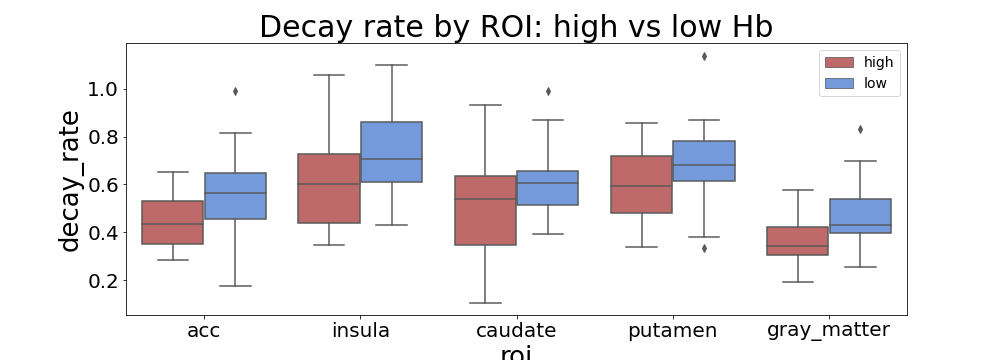 Decay rate by ROI: high vs low Hb
high
low
decay_rate
1.0
0.8
0.6
0.4
0.2
acc insula caudate putamen gray_matter
roi